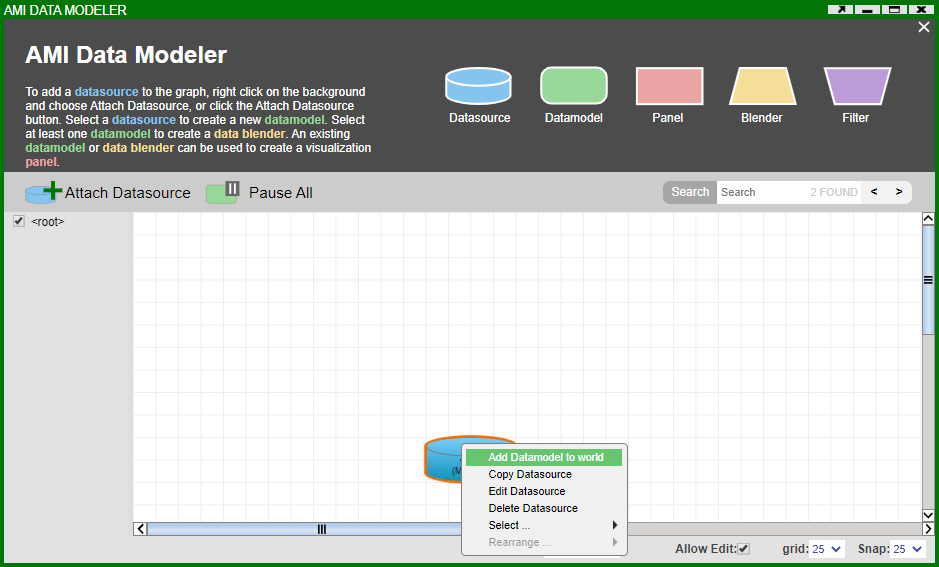 AMI DATA MODELER
AMI Data Modeler
To add a datasource to the graph, right click on the background
and choose Attach Datasource, or click the Attach Datasource
button. Select a datasource to create a new datamodel. Select
at least one datamodel to create a data blender. An existing
datamodel or data blender can be used to create a visualization
panel.
Datasource Datamodel Panel Blender Filter
Attach Datasource Pause All Search Search 2 FOUND < >
<root>
(M
Add Datamodel to world
Copy Datasource
Edit Datasource
Delete Datasource
Select ...
Rearrange ...
Allow Edit: grid: 25 Snap: 25